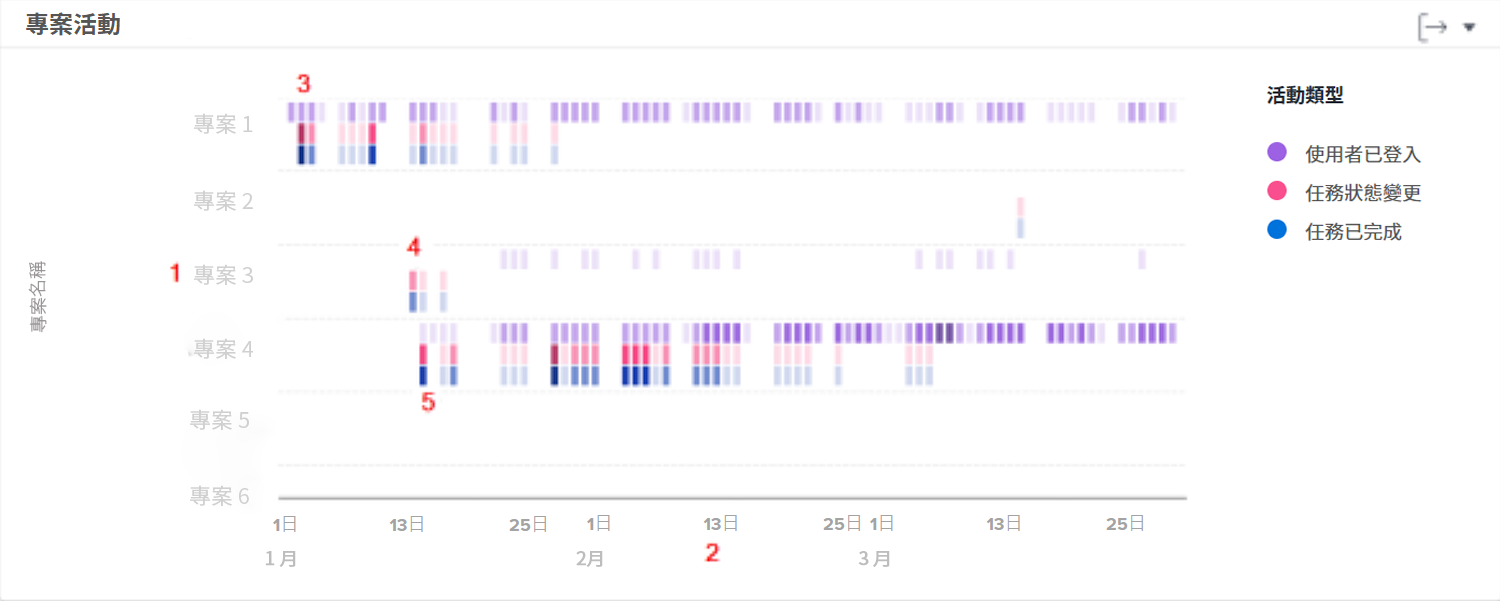 專案活動
3
活動類型
專案 1
使用者已登入
任務狀態變更
專案 2
任務已完成
4
1
專案 3
專案名稱
專案 4
5
專案 5
專案 6
1日 13日 25日 1日 13日 25日 1日 13日 25日
1 月 2月 2 3 月